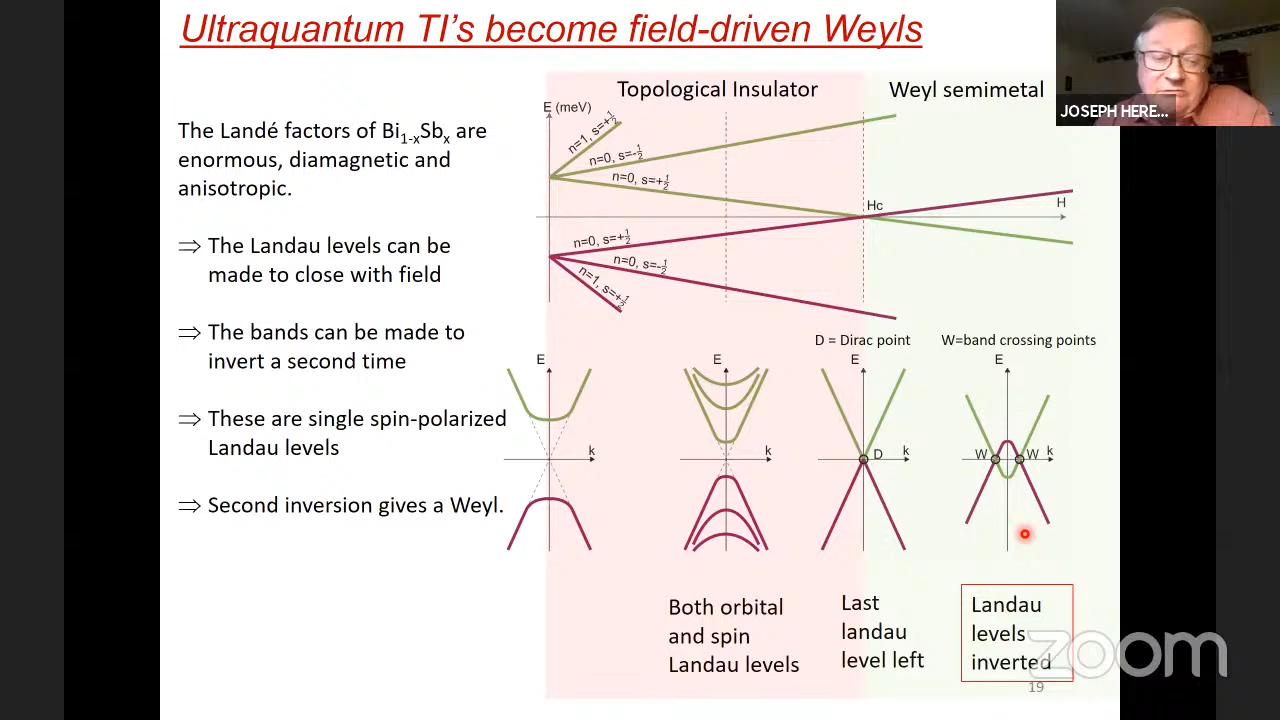 Ultraquantum TI's become field-driven Weyls
JOSEPH HERE...
The Landé factors of Bi1-xSbx are
enormous, diamagnetic and
anisotropic.
⇒ The Landau levels can be
made to close with field
⇒ The bands can be made to
invert a second time
⇒ These are single spin-polarized
Landau levels
⇒ Second inversion gives a Weyl.
Topological Insulator
Weyl semimetal
E (meV)
n=1, s=+½
n=0, s=-½
n=0, s=+½
Hc
H
n=0, s=+½
n=0, s=-½
n=1, s=+½
D = Dirac point
W=band crossing points
E
E
E
E
k
k
D
k
W
W
k
Both orbital
and spin
Landau levels
Last
landau
level left
Landau
levels
inverted
zoom
19